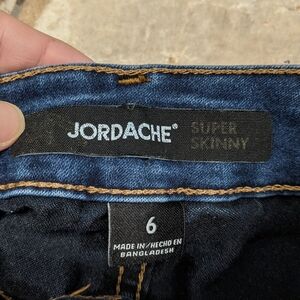 JORDACHE® SUPER
SKINNY
6
MADE IN/HECHO EN
BANGLADESH